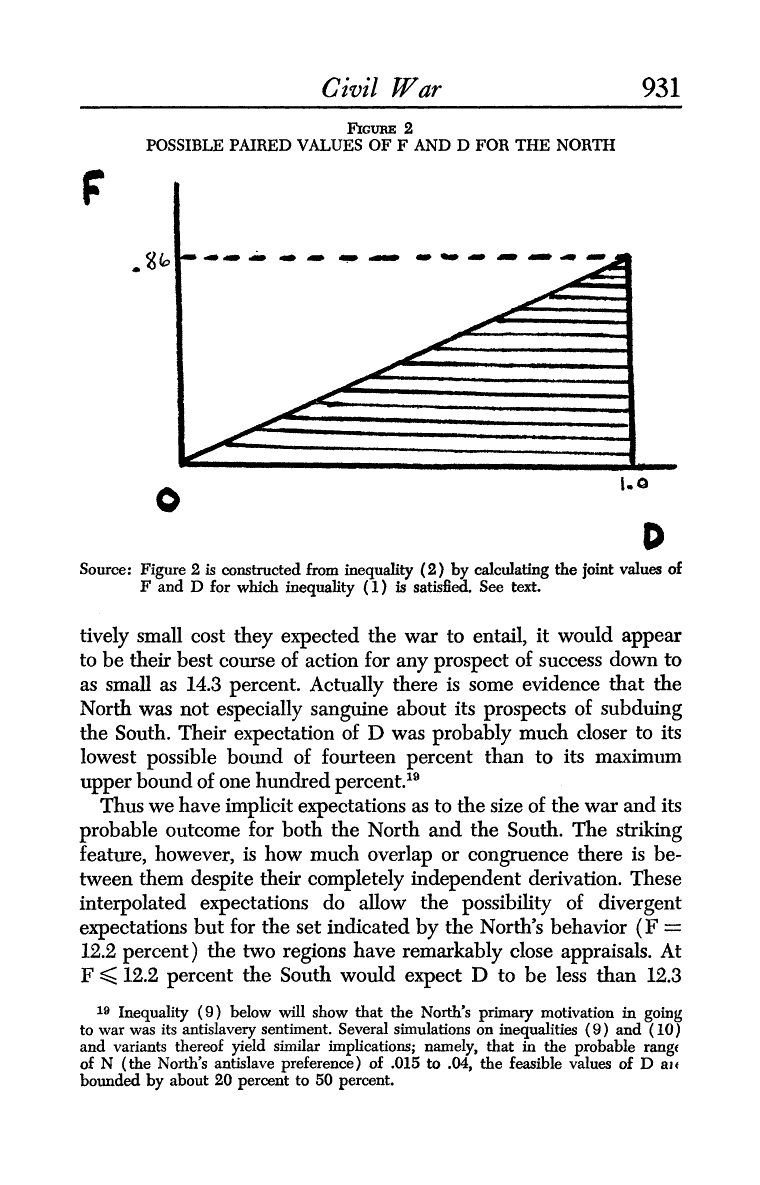 Civil War 931
FIGURE 2
POSSIBLE PAIRED VALUES OF F AND D FOR THE NORTH
F
.86
1.0
O
D
Source: Figure 2 is constructed from inequality (2) by calculating the joint values of
F and D for which inequality (1) is satisfied. See text.
tively small cost they expected the war to entail, it would appear
to be their best course of action for any prospect of success down to
as small as 14.3 percent. Actually there is some evidence that the
North was not especially sanguine about its prospects of subduing
the South. Their expectation of D was probably much closer to its
lowest possible bound of fourteen percent than to its maximum
upper bound of one hundred percent.¹⁹
Thus we have implicit expectations as to the size of the war and its
probable outcome for both the North and the South. The striking
feature, however, is how much overlap or congruence there is be-
tween them despite their completely independent derivation. These
interpolated expectations do allow the possibility of divergent
expectations but for the set indicated by the North's behavior (F =
12.2 percent) the two regions have remarkably close appraisals. At
F ⩽ 12.2 percent the South would expect D to be less than 12.3
¹⁹ Inequality (9) below will show that the North's primary motivation in going
to war was its antislavery sentiment. Several simulations on inequalities (9) and (10)
and variants thereof yield similar implications; namely, that in the probable range
of N (the North's antislave preference) of .015 to .04, the feasible values of D are
bounded by about 20 percent to 50 percent.